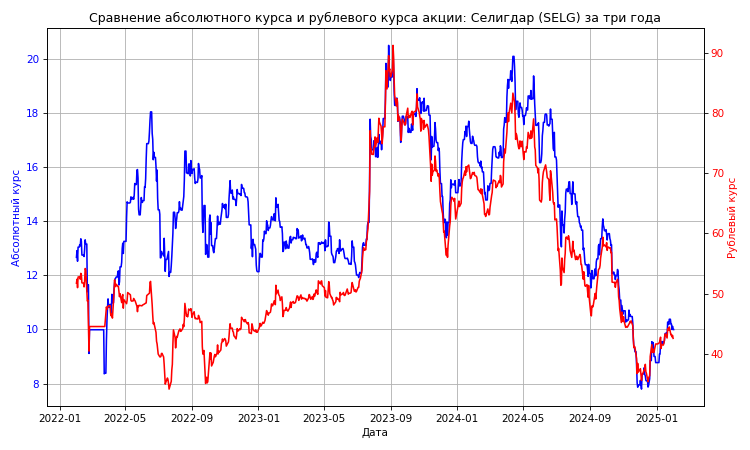 Сравнение абсолютного курса и рублевого курса акции: Селигдар (SELG) за три года
Абсолютный курс
20
18
16
14
12
10
8
90
80
70
60
50
40
Рублевый курс
2022-01 2022-05 2022-09 2023-01 2023-05 2023-09 2024-01 2024-05 2024-09 2025-01
Дата